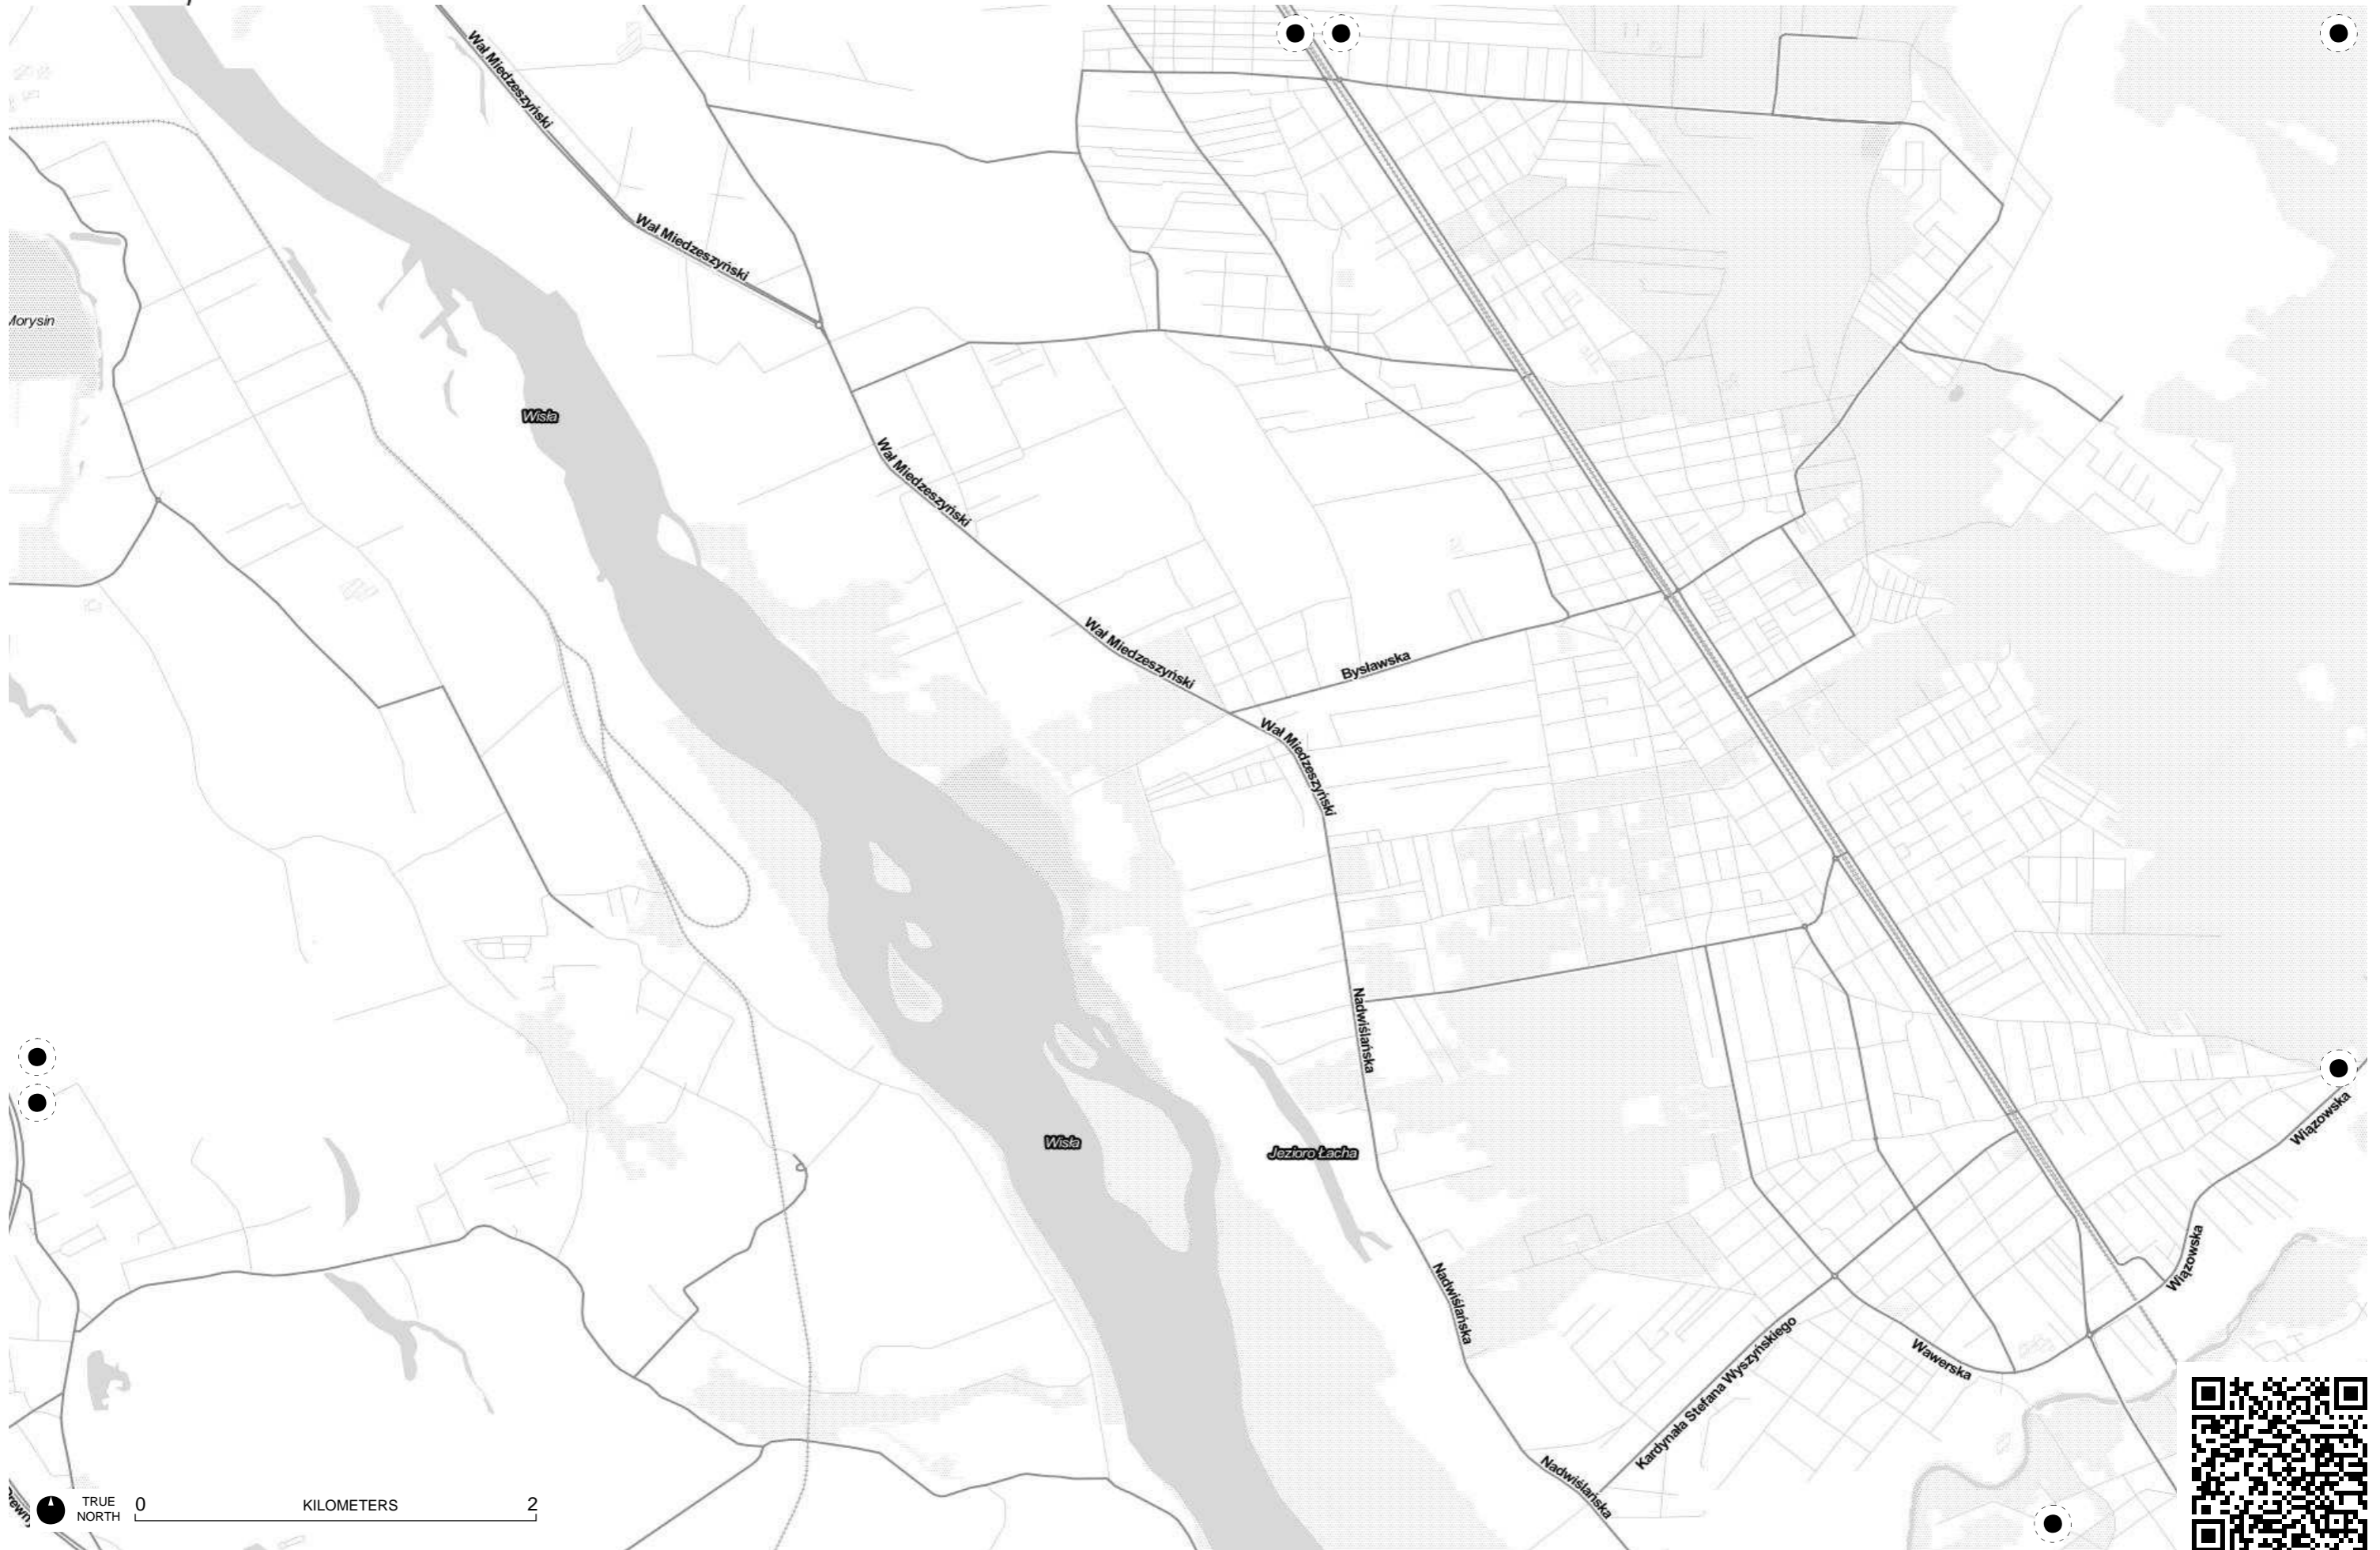 Wał Miedzeszyński
Wał Miedzeszyński
Morysin
Wisła
Wał Miedzeszyński
Wał Miedzeszyński
Bysławska
Wał Miedzeszyński
Nadwiślańska
Wiązowska
Wisła
Jezioro Łacha
Wiązowska
Nadwiślańska
Kardynała Stefana Wyszyńskiego
Wawerska
Nadwiślańska
TRUE
NORTH
0 KILOMETERS 2